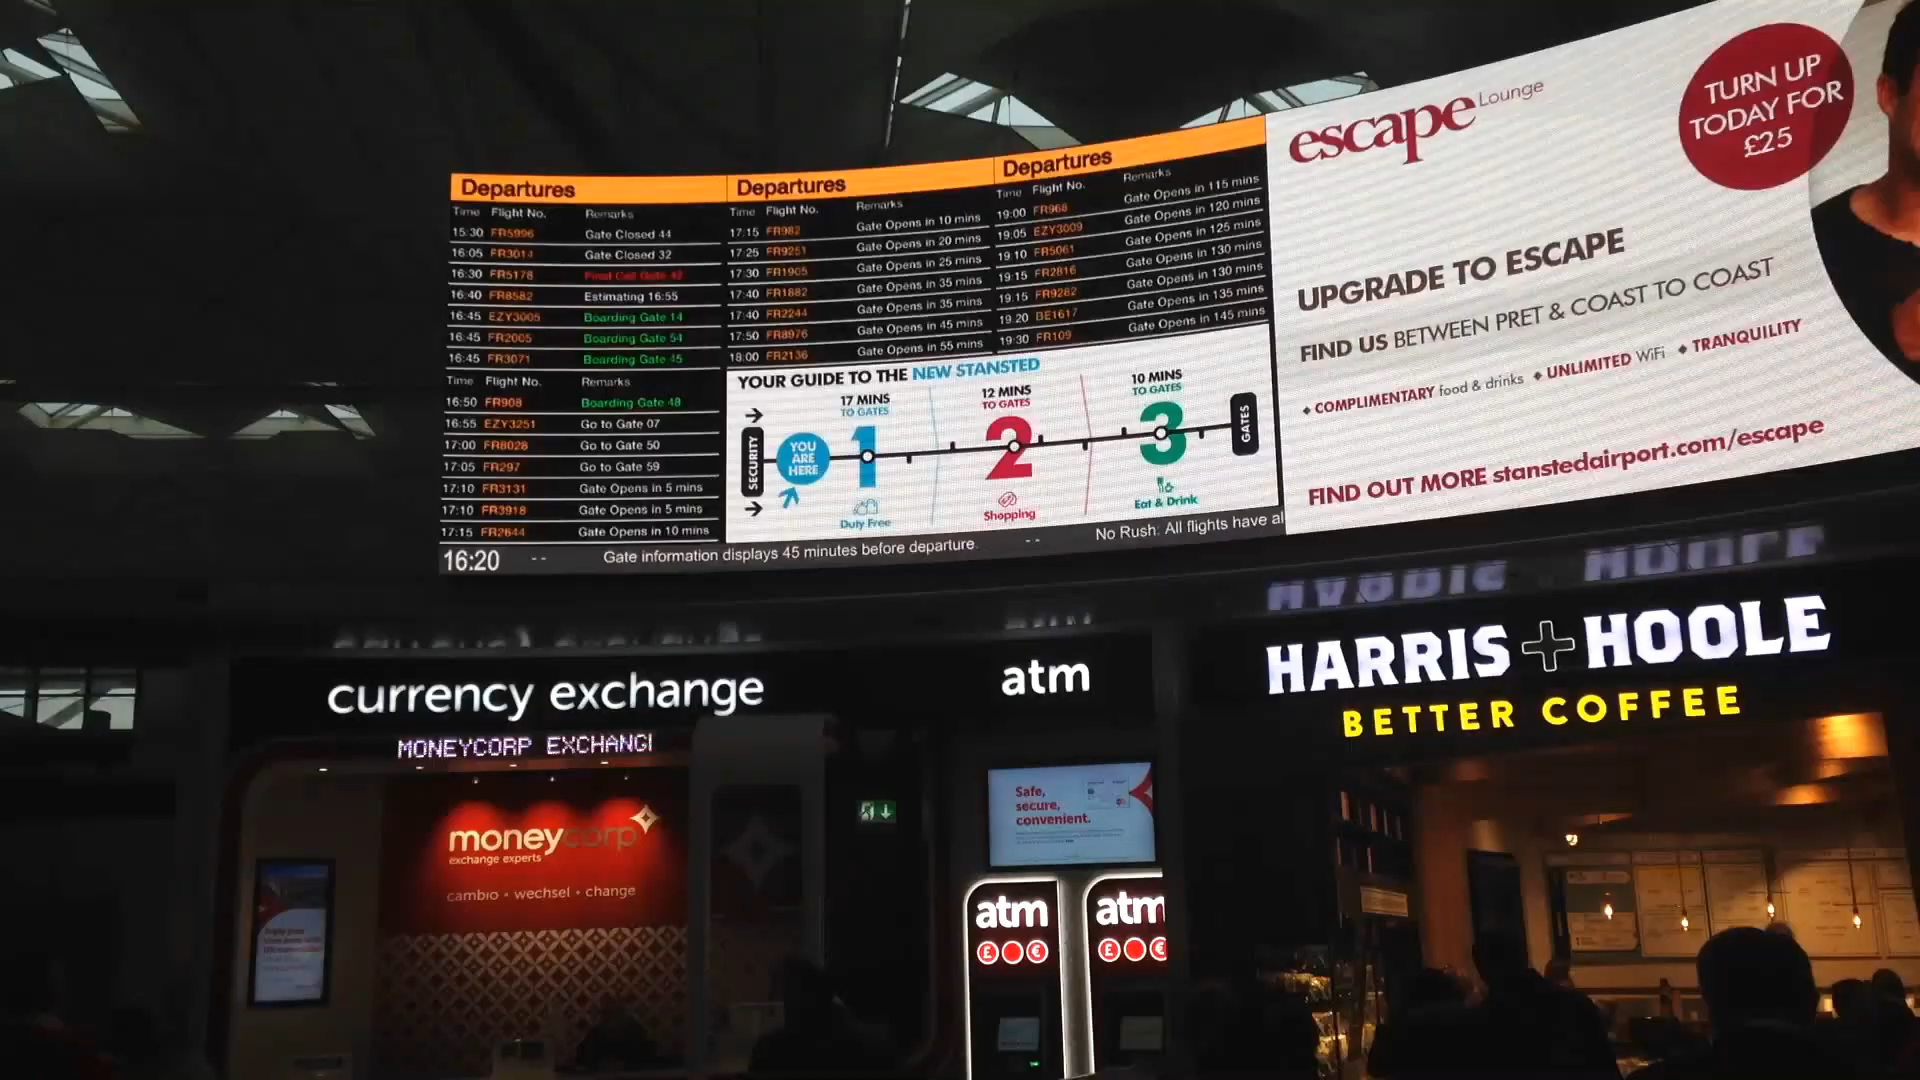 Departures
Time Flight No. Remarks
15:30 FR5996 Gate Closed 44
16:05 FR3014 Gate Closed 32
16:30 FR5178 Final Call Gate 42
16:40 FR8582 Estimating 16:55
16:45 EZY3005 Boarding Gate 14
16:45 FR2005 Boarding Gate 54
16:45 FR3071 Boarding Gate 45
Time Flight No. Remarks
16:50 FR908 Boarding Gate 48
16:55 EZY3251 Go to Gate 07
17:00 FR8028 Go to Gate 50
17:05 FR297 Go to Gate 59
17:10 FR3131 Gate Opens in 5 mins
17:10 FR3918 Gate Opens in 5 mins
17:15 FR2644 Gate Opens in 10 mins
Departures
Time Flight No. Remarks
17:15 FR982 Gate Opens in 10 mins
17:25 FR9251 Gate Opens in 20 mins
17:30 FR1905 Gate Opens in 25 mins
17:40 FR1882 Gate Opens in 35 mins
17:40 FR2244 Gate Opens in 35 mins
17:50 FR8976 Gate Opens in 45 mins
18:00 FR2136 Gate Opens in 55 mins
Departures
Time Flight No. Remarks
19:00 FR968 Gate Opens in 115 mins
19:05 EZY3009 Gate Opens in 120 mins
19:10 FR5061 Gate Opens in 125 mins
19:15 FR2816 Gate Opens in 130 mins
19:15 FR9282 Gate Opens in 130 mins
19:20 BE1617 Gate Opens in 135 mins
19:30 FR109 Gate Opens in 145 mins
YOUR GUIDE TO THE NEW STANSTED
SECURITY
YOU
ARE
HERE
17 MINS
TO GATES
1
Duty Free
12 MINS
TO GATES
2
Shopping
10 MINS
TO GATES
3
Eat & Drink
GATES
16:20 -- Gate information displays 45 minutes before departure. -- No Rush: All flights have al
escape Lounge
TURN UP
TODAY FOR
£25
UPGRADE TO ESCAPE
FIND US BETWEEN PRET & COAST TO COAST
◆ COMPLIMENTARY food & drinks ◆ UNLIMITED WiFi ◆ TRANQUILITY
FIND OUT MORE stanstedairport.com/escape
currency exchange
MONEYCORP EXCHANGE
moneycorp
exchange experts
cambio • wechsel • change
atm
Safe,
secure,
convenient.
atm
£ €
atm
£ €
HARRIS + HOOLE
BETTER COFFEE